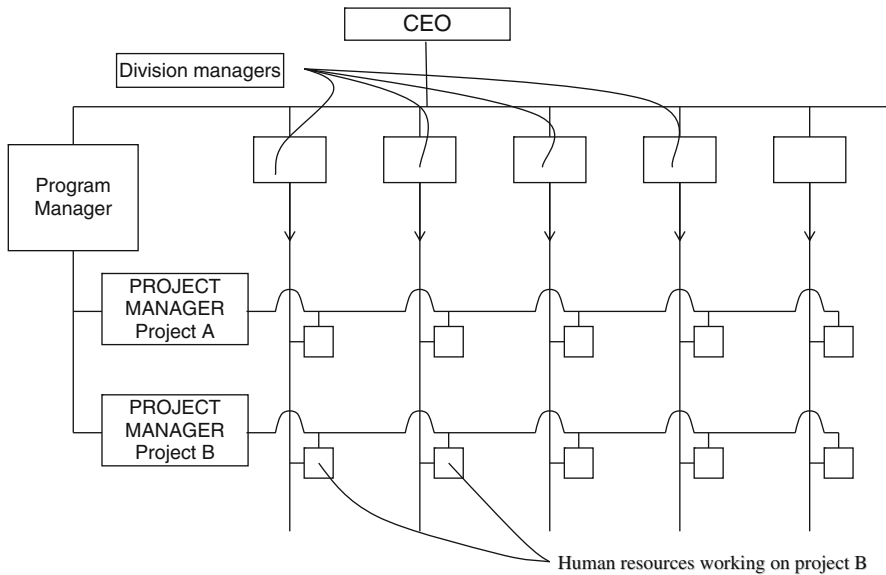 CEO
Division managers
Program
Manager
PROJECT
MANAGER
Project A
PROJECT
MANAGER
Project B
Human resources working on project B